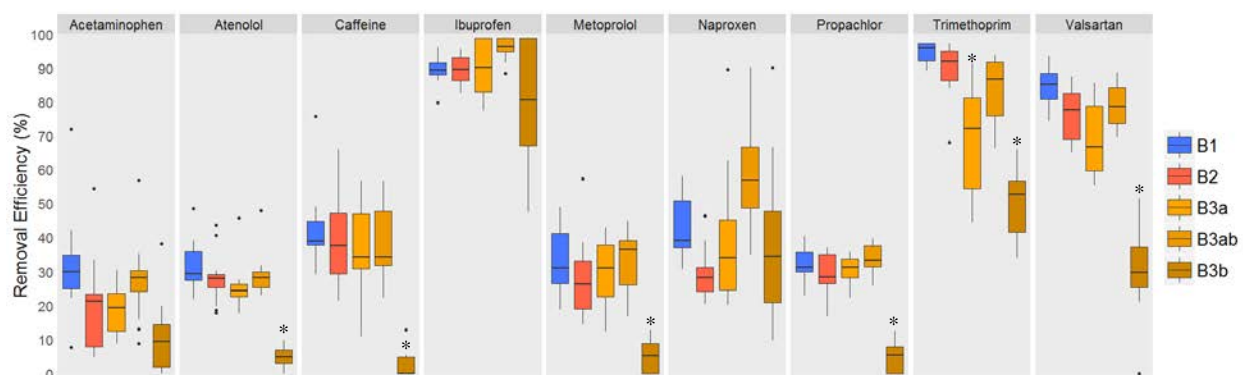 Acetaminophen Atenolol Caffeine Ibuprofen Metoprolol Naproxen Propachlor Trimethoprim Valsartan
Removal Efficiency (%)
100
90
80
70
60
50
40
30
20
10
0
* * * * * * *
B1
B2
B3a
B3ab
B3b